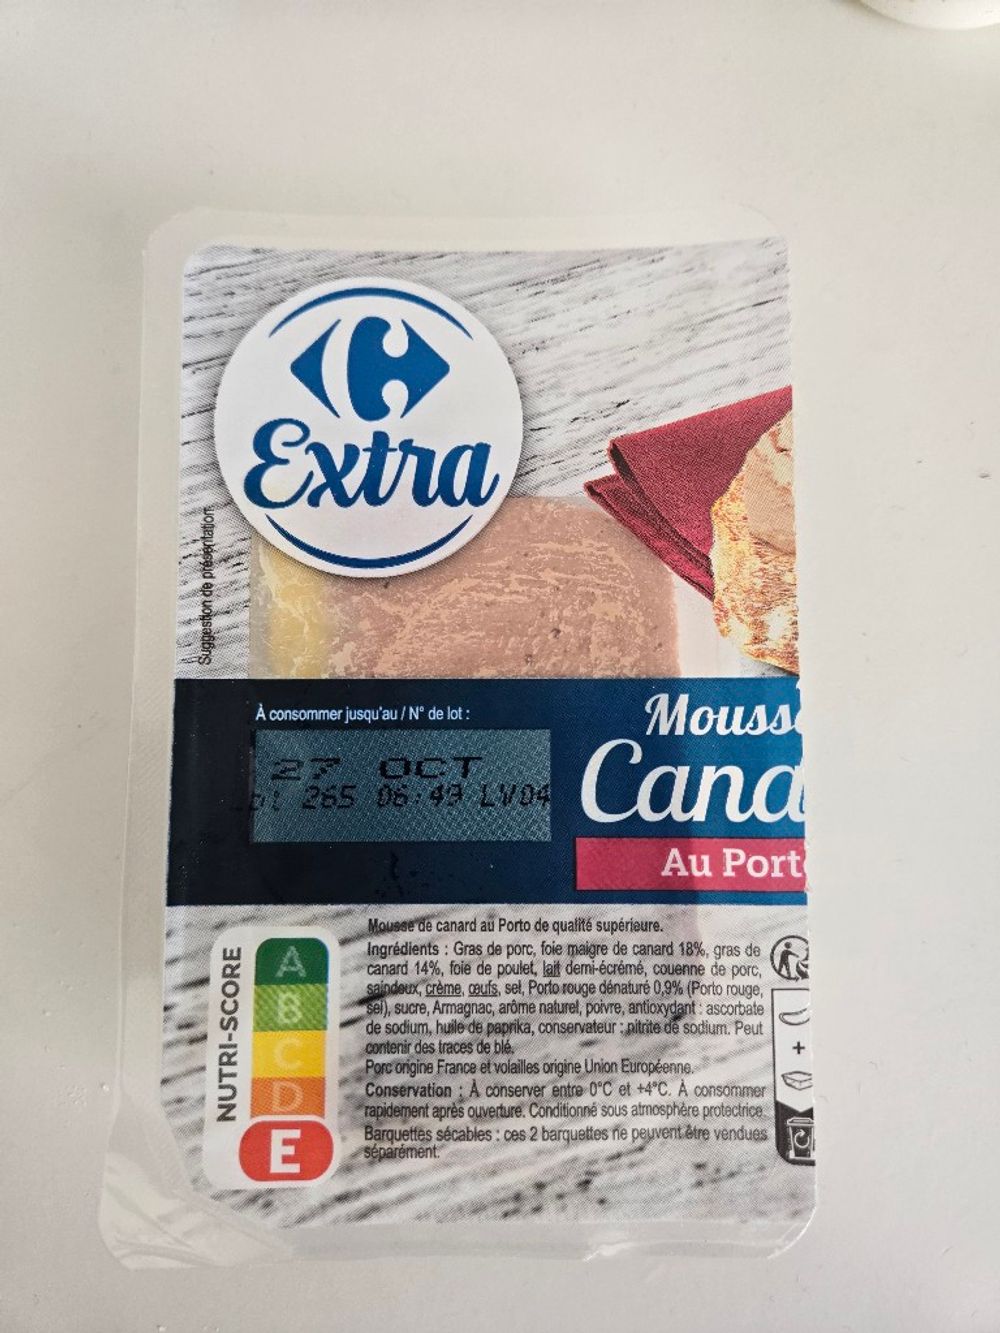 Extra
Suggestion de présentation
À consommer jusqu'au / N° de lot :
27 OCT
Lot 265 06:49 LV04
Mousse
Cana
Au Porto
Mousse de canard au Porto de qualité supérieure.
Ingrédients : Gras de porc, foie maigre de canard 18%, gras de
canard 14%, foie de poulet, lait demi-écrémé, couenne de porc,
saindoux, crème, œufs, sel, Porto rouge dénaturé 0,9% (Porto rouge,
sel), sucre, Armagnac, arôme naturel, poivre, antioxydant : ascorbate
de sodium, huile de paprika, conservateur : nitrite de sodium. Peut
contenir des traces de blé.
Porc origine France et volailles origine Union Européenne.
Conservation : À conserver entre 0°C et +4°C. À consommer
rapidement après ouverture. Conditionné sous atmosphère protectrice.
Barquettes sécables : ces 2 barquettes ne peuvent être vendues
séparément.
NUTRI-SCORE
A
B
C
D
E
+